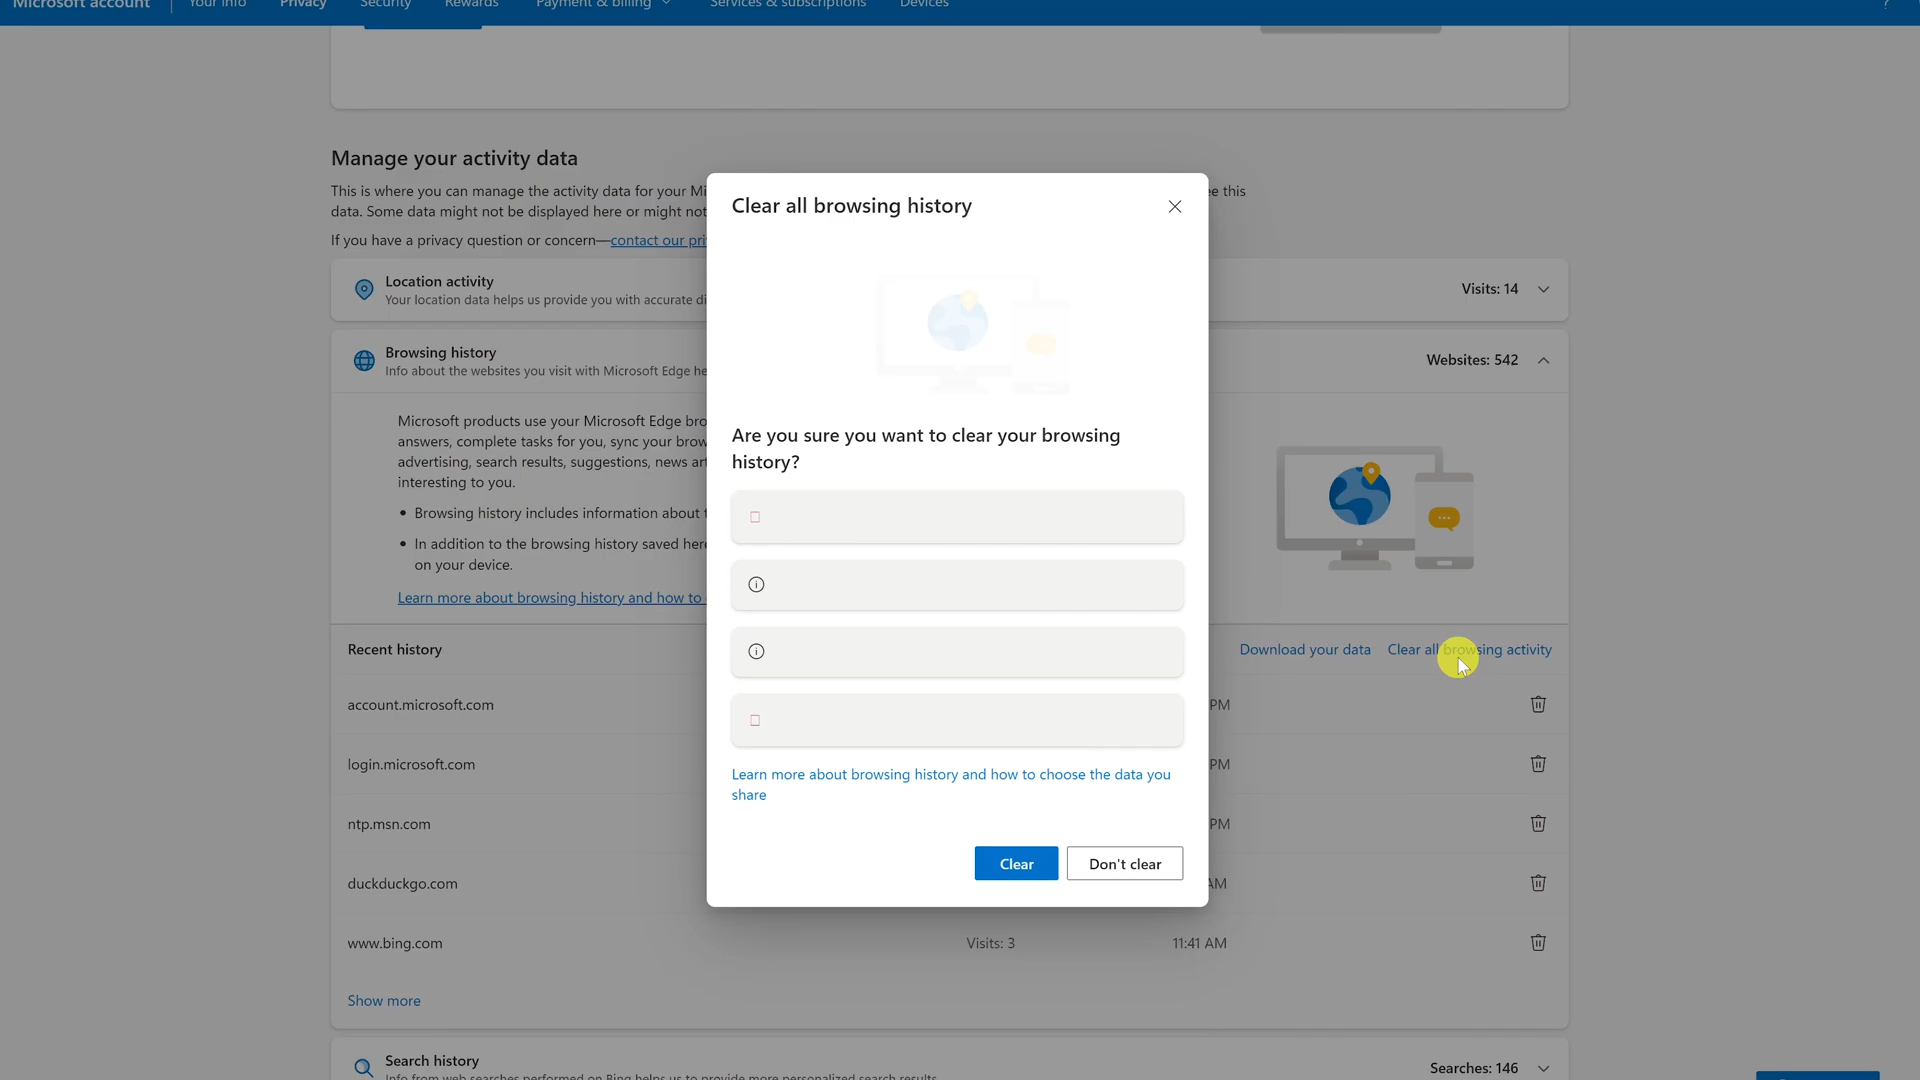 Microsoft account
Your info
Privacy
Security
Rewards
Payment & billing
Services & subscriptions
Devices
?
Manage your activity data
This is where you can manage the activity data for your Mi
ee this
data. Some data might not be displayed here or might not
If you have a privacy question or concern—contact our pri
Location activity
Your location data helps us provide you with accurate di
Visits: 14
Browsing history
Info about the websites you visit with Microsoft Edge he
Websites: 542
Microsoft products use your Microsoft Edge bro
answers, complete tasks for you, sync your brow
advertising, search results, suggestions, news art
interesting to you.
• Browsing history includes information about t
• In addition to the browsing history saved here
on your device.
Learn more about browsing history and how to
Recent history
Download your data
Clear all browsing activity
account.microsoft.com
PM
login.microsoft.com
PM
ntp.msn.com
PM
duckduckgo.com
AM
www.bing.com
Visits: 3
11:41 AM
Show more
Search history
Info from web searches performed on Bing helps us to provide more personalized search results
Searches: 146
Clear all browsing history
Are you sure you want to clear your browsing
history?
Learn more about browsing history and how to choose the data you
share
Clear
Don't clear